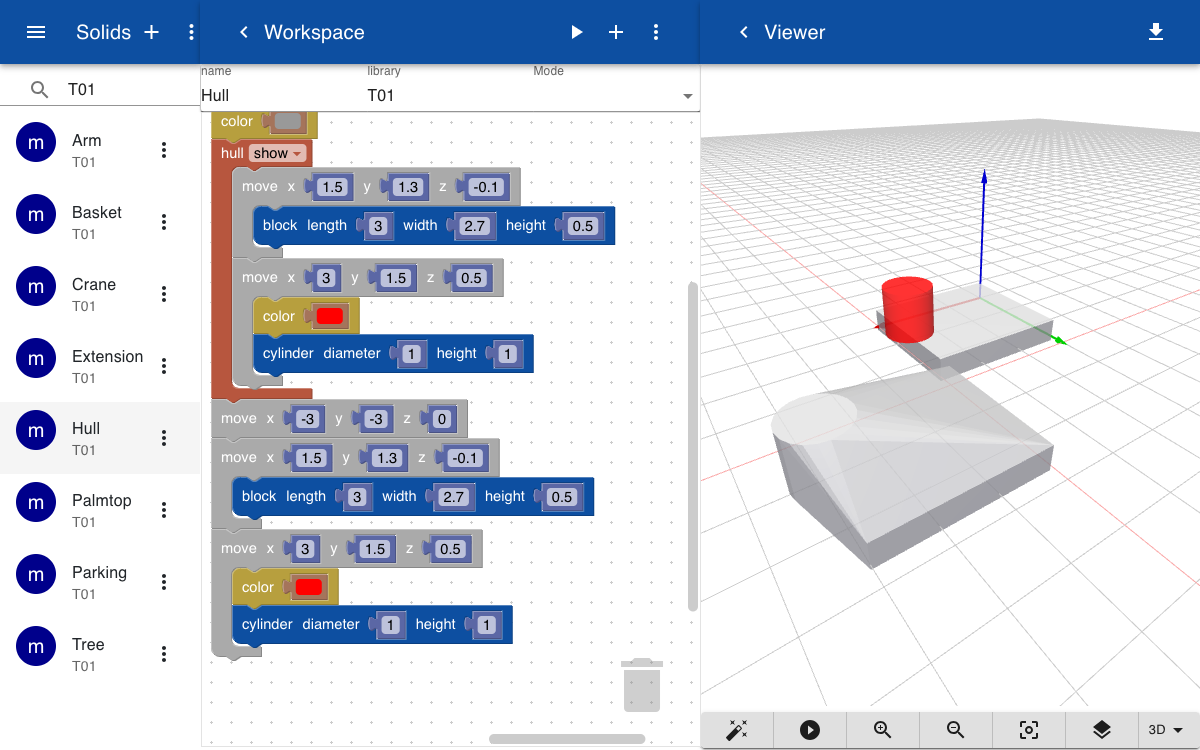 Solids
T01
m Arm
T01
m Basket
T01
m Crane
T01
m Extension
T01
m Hull
T01
m Palmtop
T01
m Parking
T01
m Tree
T01
Workspace
name library Mode
Hull T01
color
hull show
move x 1.5 y 1.3 z -0.1
block length 3 width 2.7 height 0.5
move x 3 y 1.5 z 0.5
color
cylinder diameter 1 height 1
move x -3 y -3 z 0
move x 1.5 y 1.3 z -0.1
block length 3 width 2.7 height 0.5
move x 3 y 1.5 z 0.5
color
cylinder diameter 1 height 1
Viewer
3D